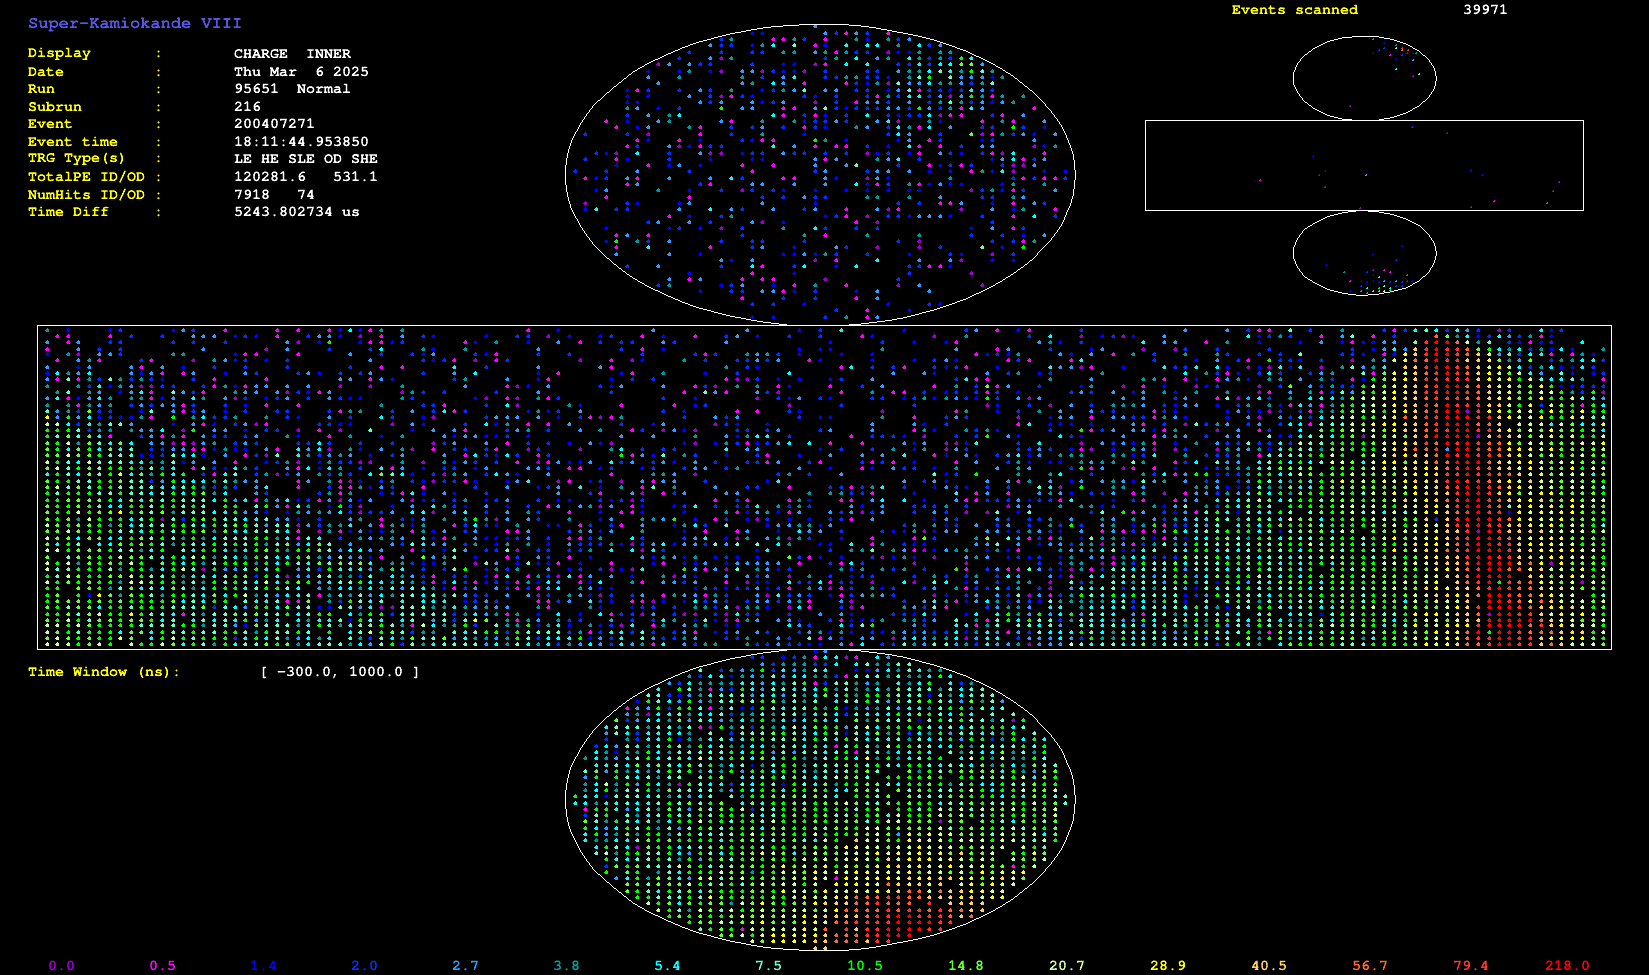 Super-Kamiokande VIII
Events scanned 39971
Display : CHARGE INNER
Date : Thu Mar 6 2025
Run : 95651 Normal
Subrun : 216
Event : 200407271
Event time : 18:11:44.953850
TRG Type(s) : LE HE SLE OD SHE
TotalPE ID/OD : 120281.6 531.1
NumHits ID/OD : 7918 74
Time Diff : 5243.802734 us
Time Window (ns): [ -300.0, 1000.0 ]
0.0 0.5 1.4 2.0 2.7 3.8 5.4 7.5 10.5 14.8 20.7 28.9 40.5 56.7 79.4 218.0